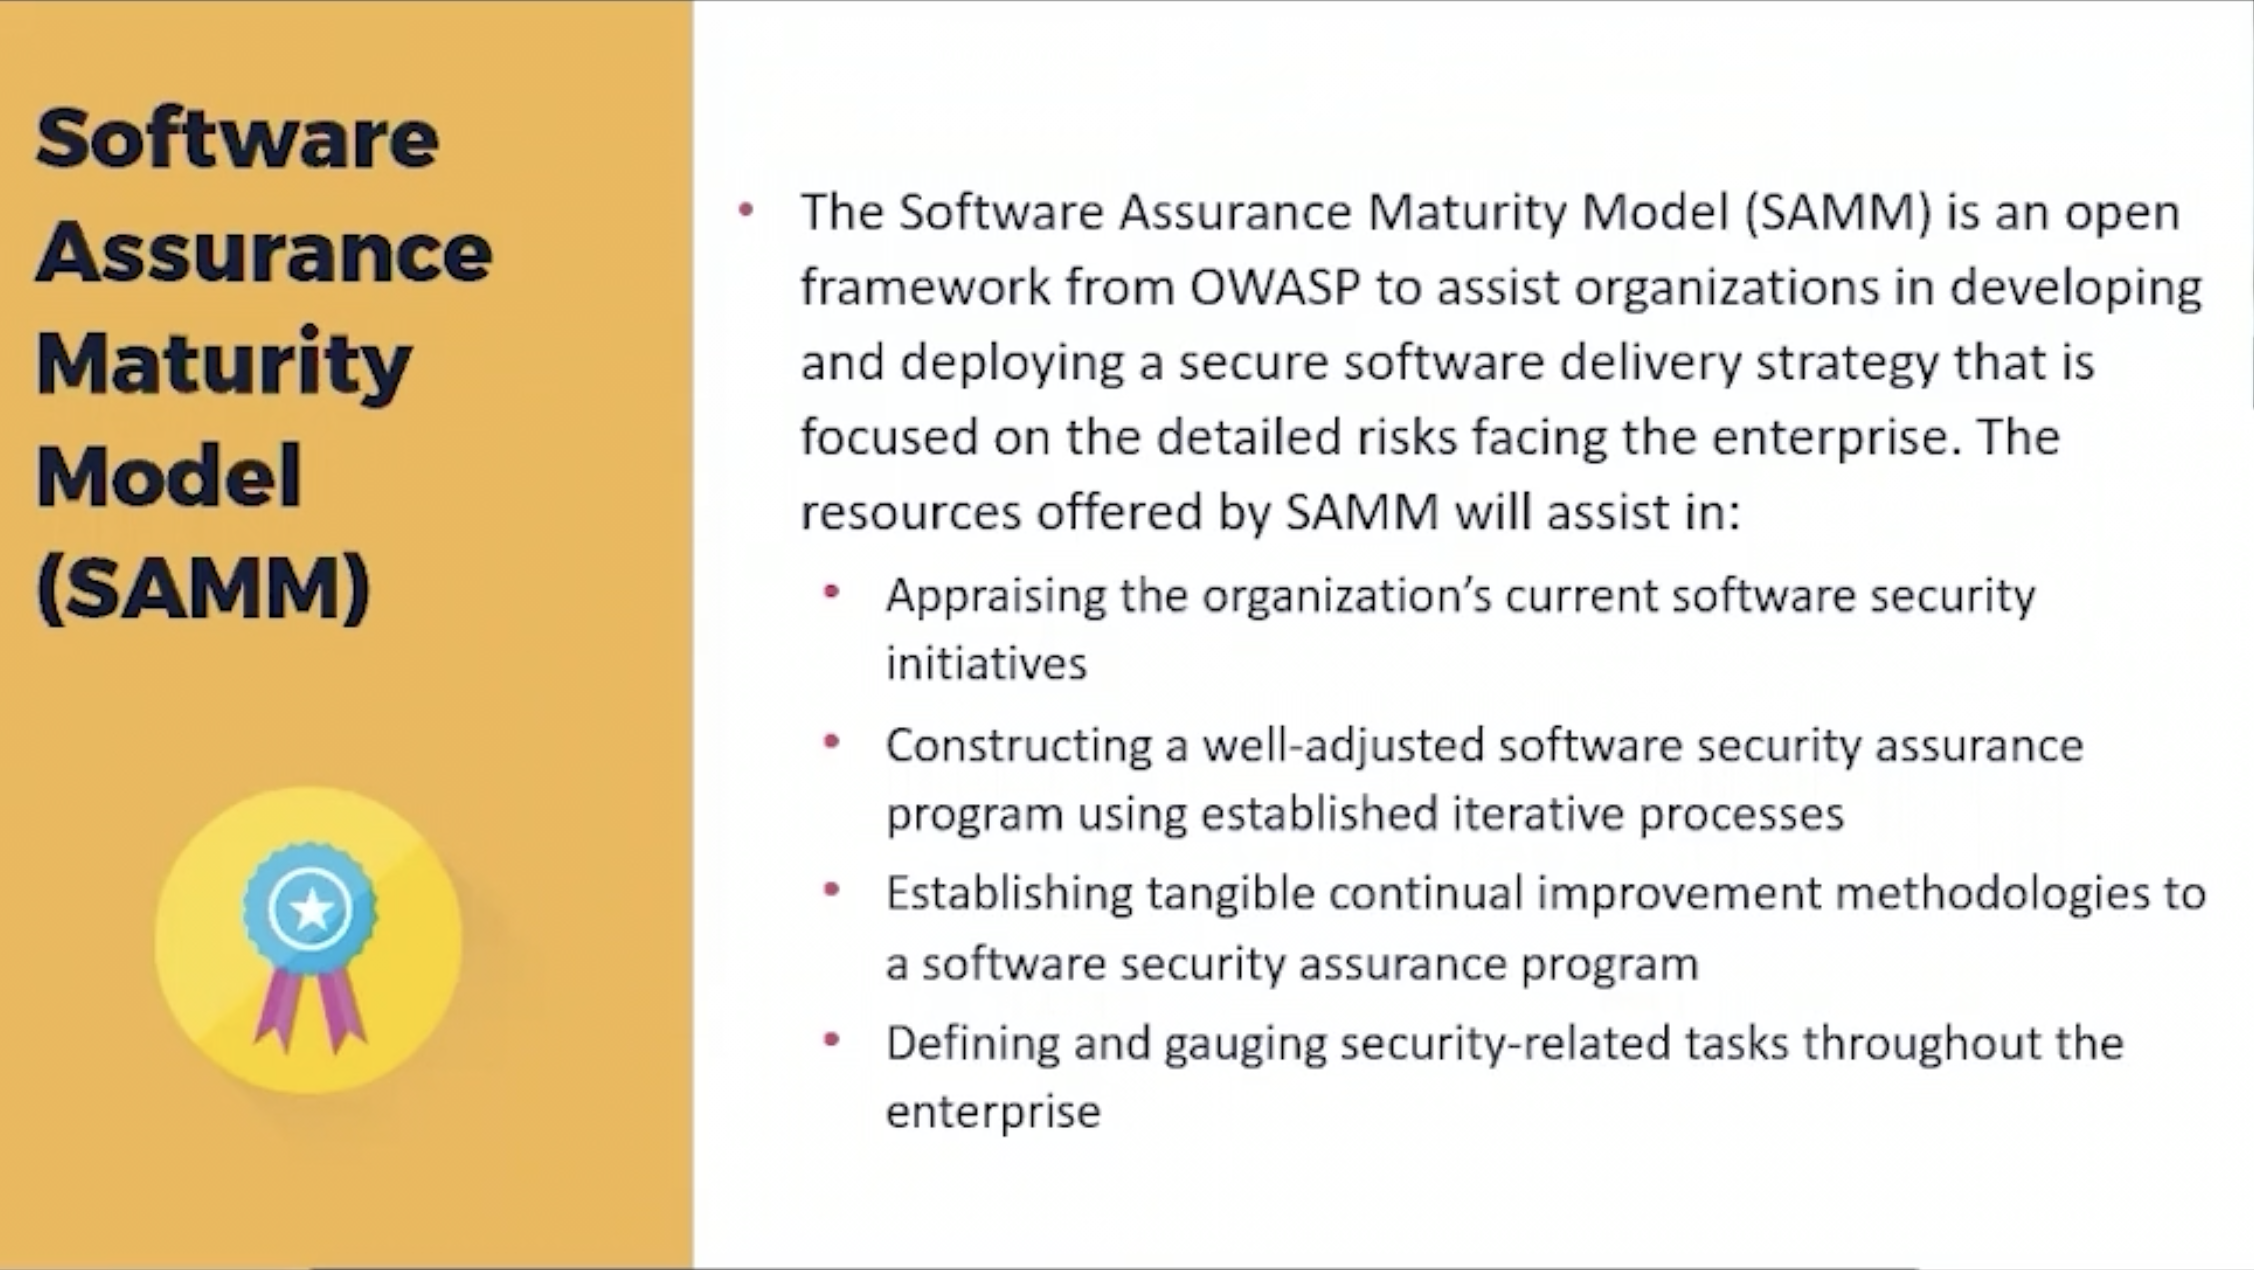 Software
Assurance
Maturity
Model
(SAMM)
• The Software Assurance Maturity Model (SAMM) is an open
framework from OWASP to assist organizations in developing
and deploying a secure software delivery strategy that is
focused on the detailed risks facing the enterprise. The
resources offered by SAMM will assist in:
• Appraising the organization’s current software security
initiatives
• Constructing a well-adjusted software security assurance
program using established iterative processes
• Establishing tangible continual improvement methodologies to
a software security assurance program
• Defining and gauging security-related tasks throughout the
enterprise